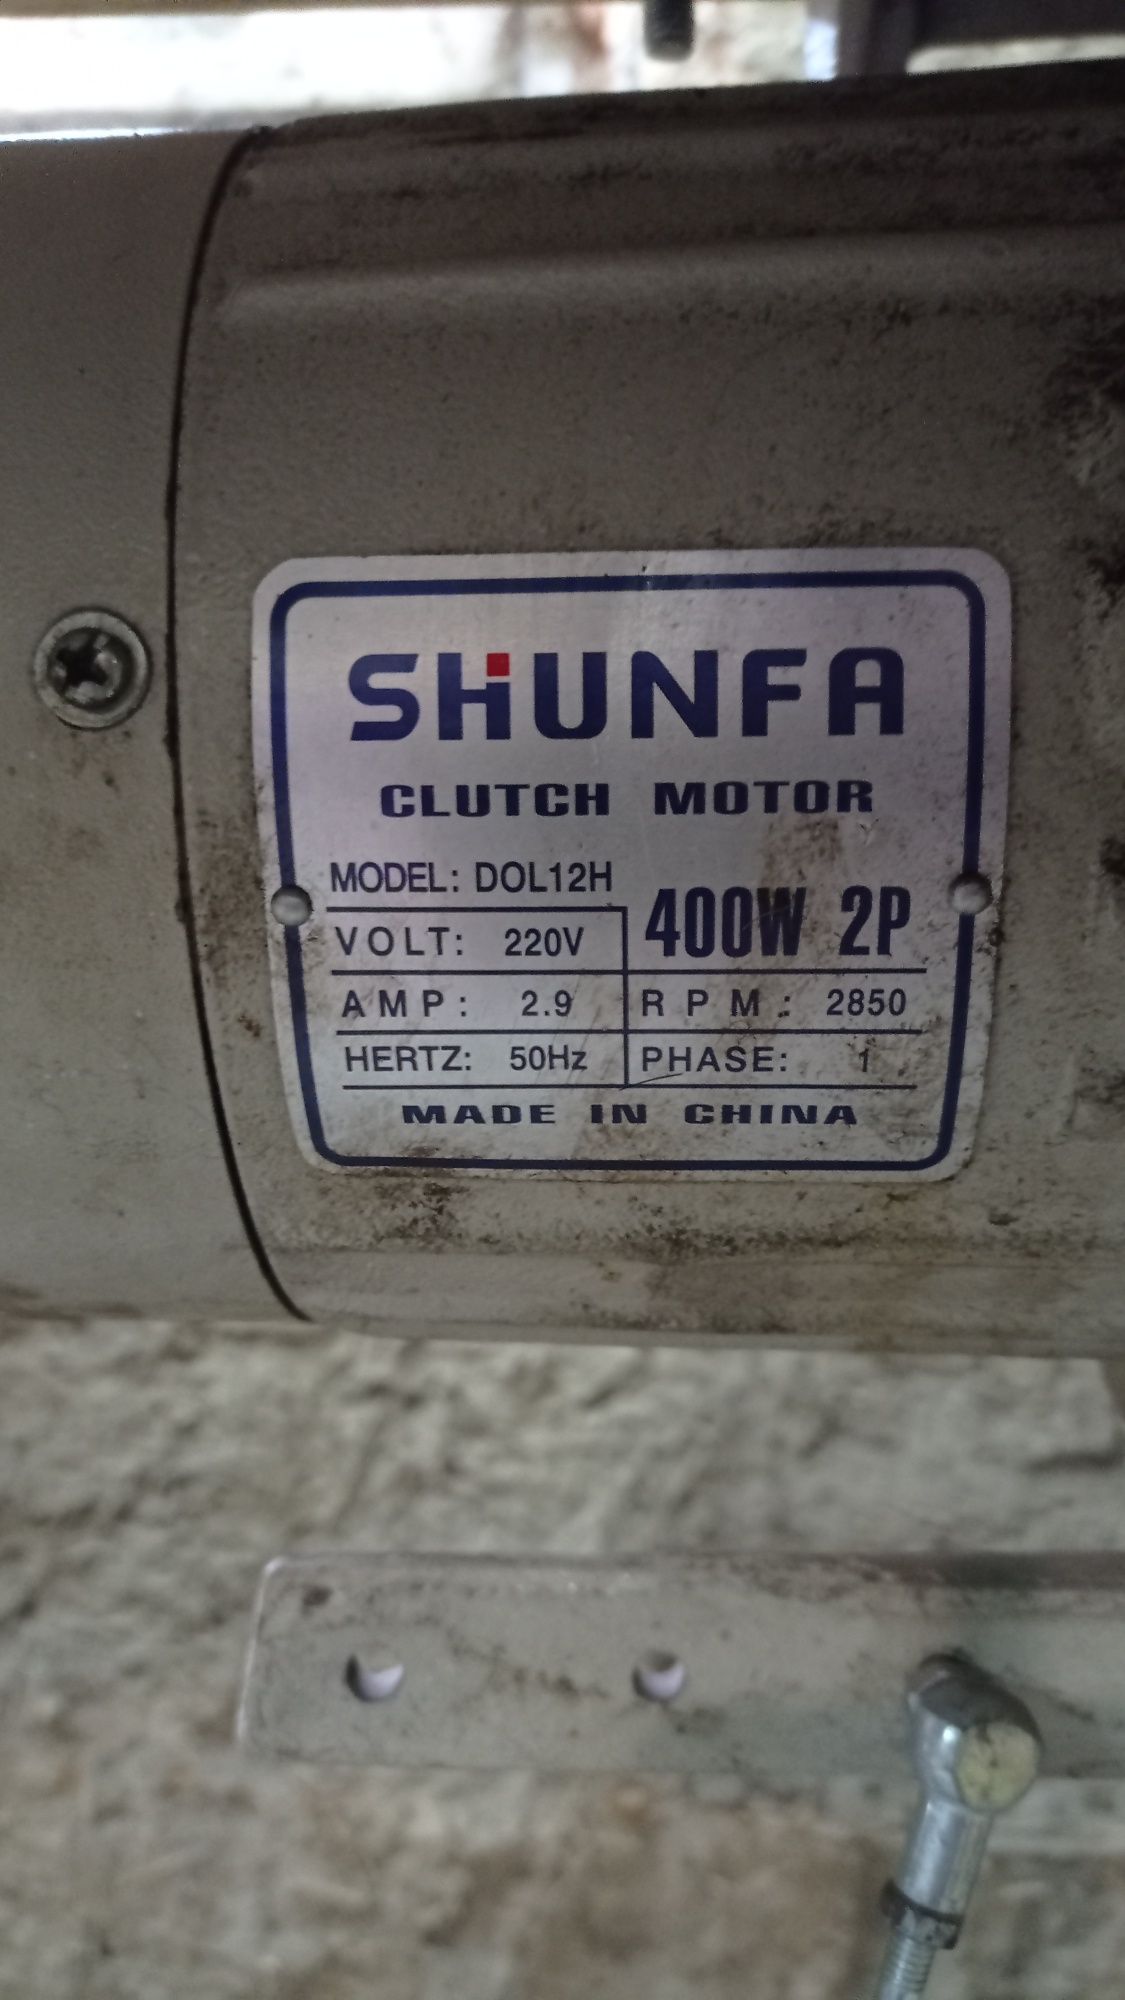 SHUNFA
CLUTCH MOTOR
MODEL: DOL12H
400W 2P
VOLT: 220V
AMP: 2.9 RPM.: 2850
HERTZ: 50Hz PHASE: 1
MADE IN CHINA